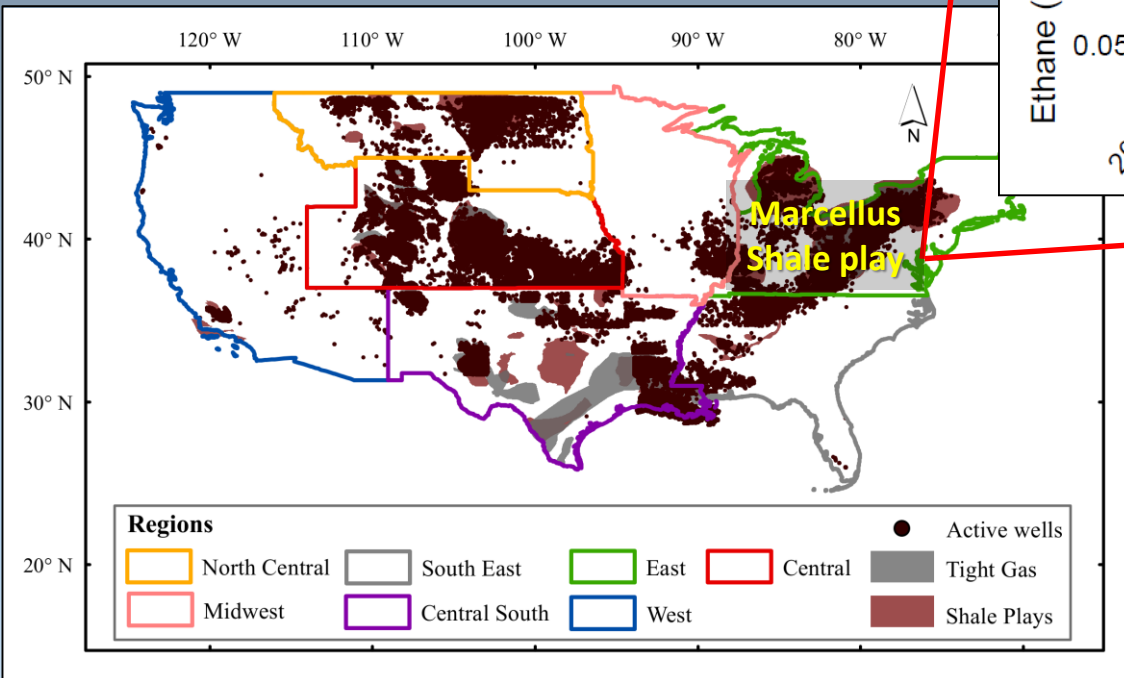 120° W 110° W 100° W 90° W 80° W
Ethane (
0.05
20
50° N
40° N
30° N
20° N
N
Marcellus
Shale play
Regions
North Central South East East Central
Midwest Central South West
Active wells
Tight Gas
Shale Plays